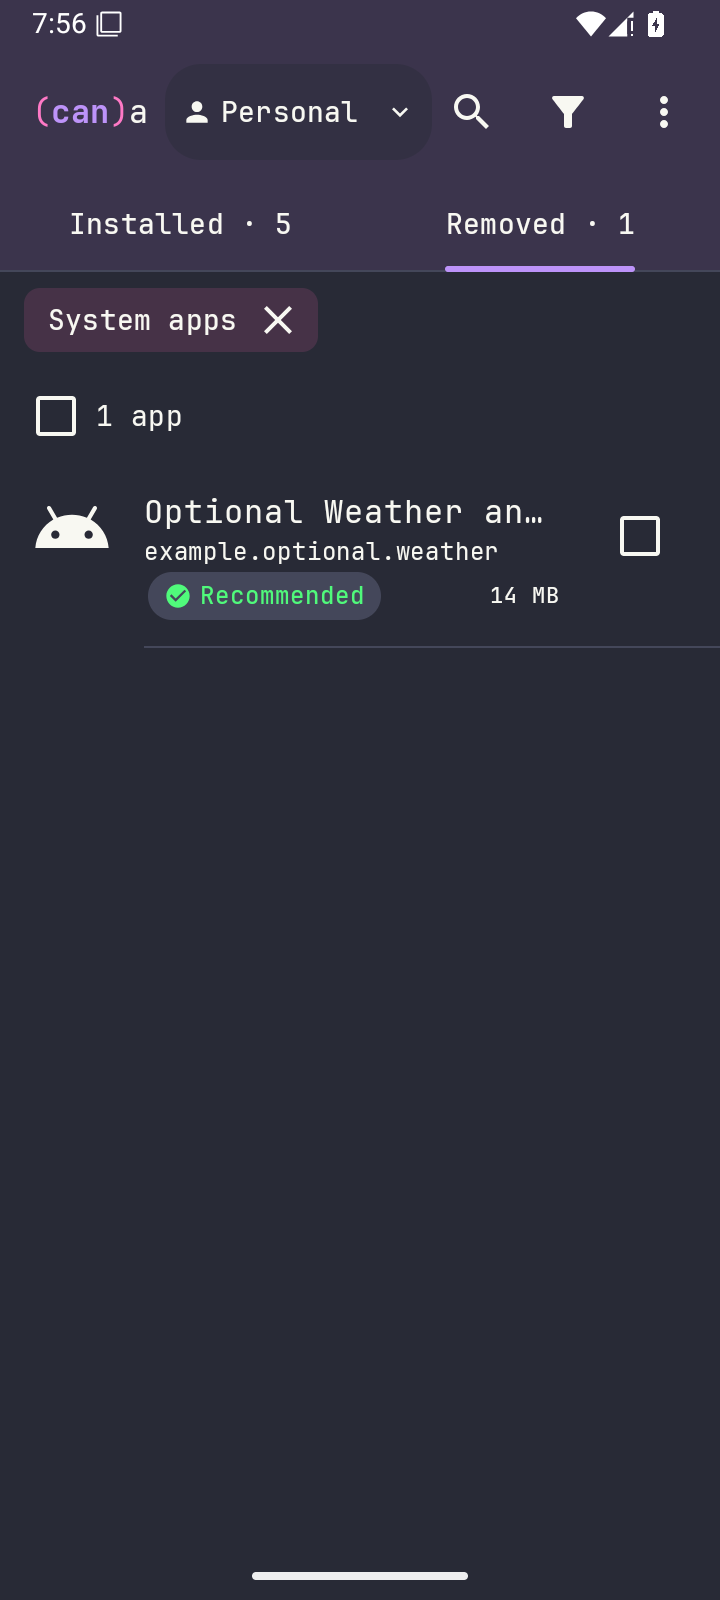 7:56
(can)a
Personal
Installed · 5
Removed · 1
System apps
1 app
Optional Weather an…
example.optional.weather
Recommended
14 MB